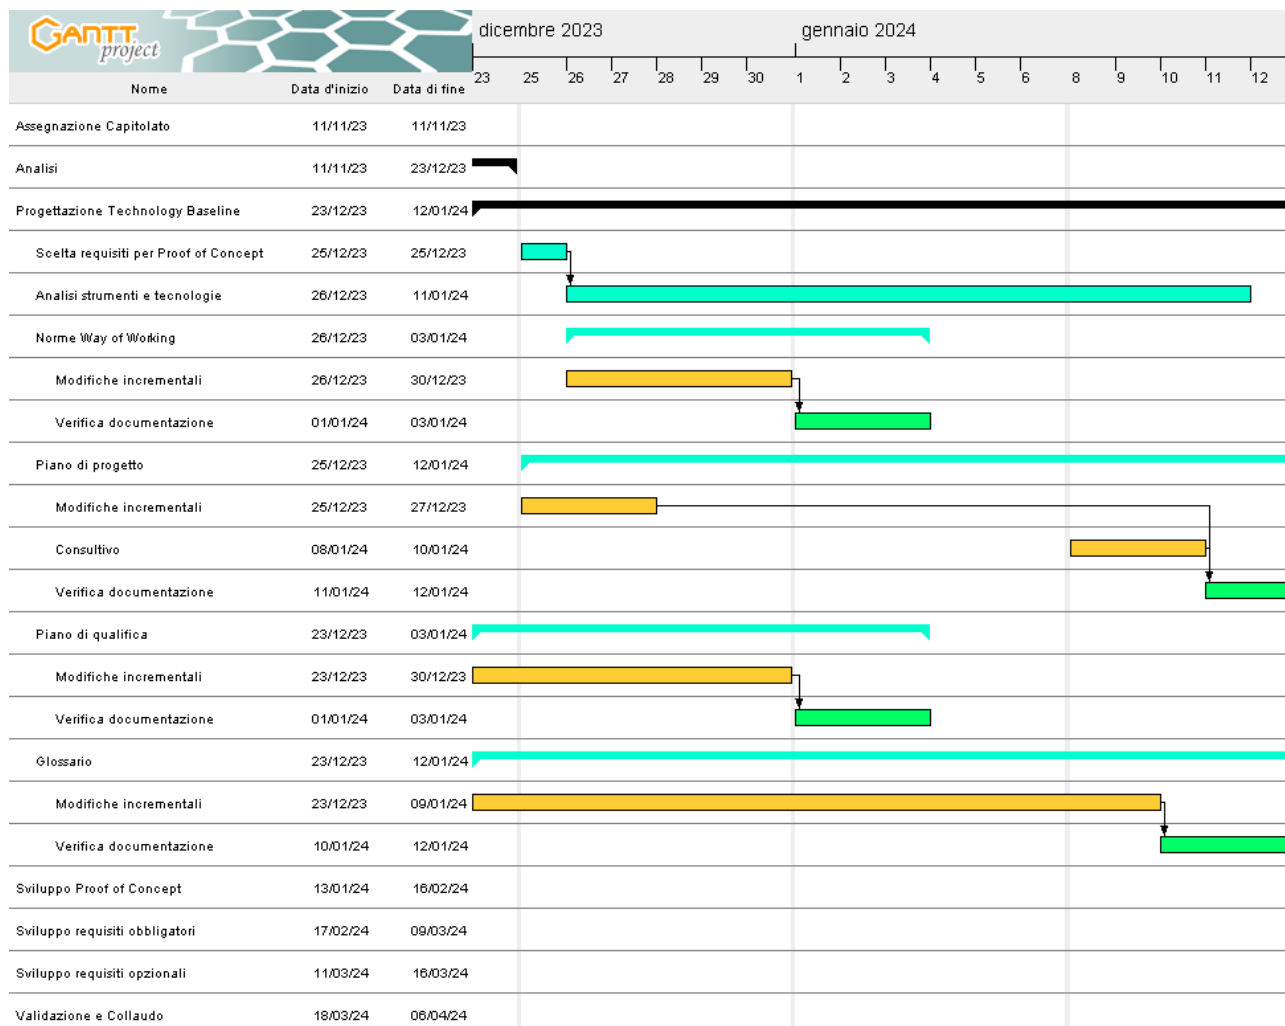 GANTT
project
dicembre 2023 gennaio 2024
23 25 26 27 28 29 30 1 2 3 4 5 6 8 9 10 11 12
Nome Data d'inizio Data di fine
Assegnazione Capitolato 11/11/23 11/11/23
Analisi 11/11/23 23/12/23
Progettazione Technology Baseline 23/12/23 12/01/24
Scelta requisiti per Proof of Concept 25/12/23 25/12/23
Analisi strumenti e tecnologie 26/12/23 11/01/24
Norme Way of Working 26/12/23 03/01/24
Modifiche incrementali 26/12/23 30/12/23
Verifica documentazione 01/01/24 03/01/24
Piano di progetto 25/12/23 12/01/24
Modifiche incrementali 25/12/23 27/12/23
Consultivo 08/01/24 10/01/24
Verifica documentazione 11/01/24 12/01/24
Piano di qualifica 23/12/23 03/01/24
Modifiche incrementali 23/12/23 30/12/23
Verifica documentazione 01/01/24 03/01/24
Glossario 23/12/23 12/01/24
Modifiche incrementali 23/12/23 09/01/24
Verifica documentazione 10/01/24 12/01/24
Sviluppo Proof of Concept 13/01/24 16/02/24
Sviluppo requisiti obbligatori 17/02/24 09/03/24
Sviluppo requisiti opzionali 11/03/24 16/03/24
Validazione e Collaudo 18/03/24 06/04/24